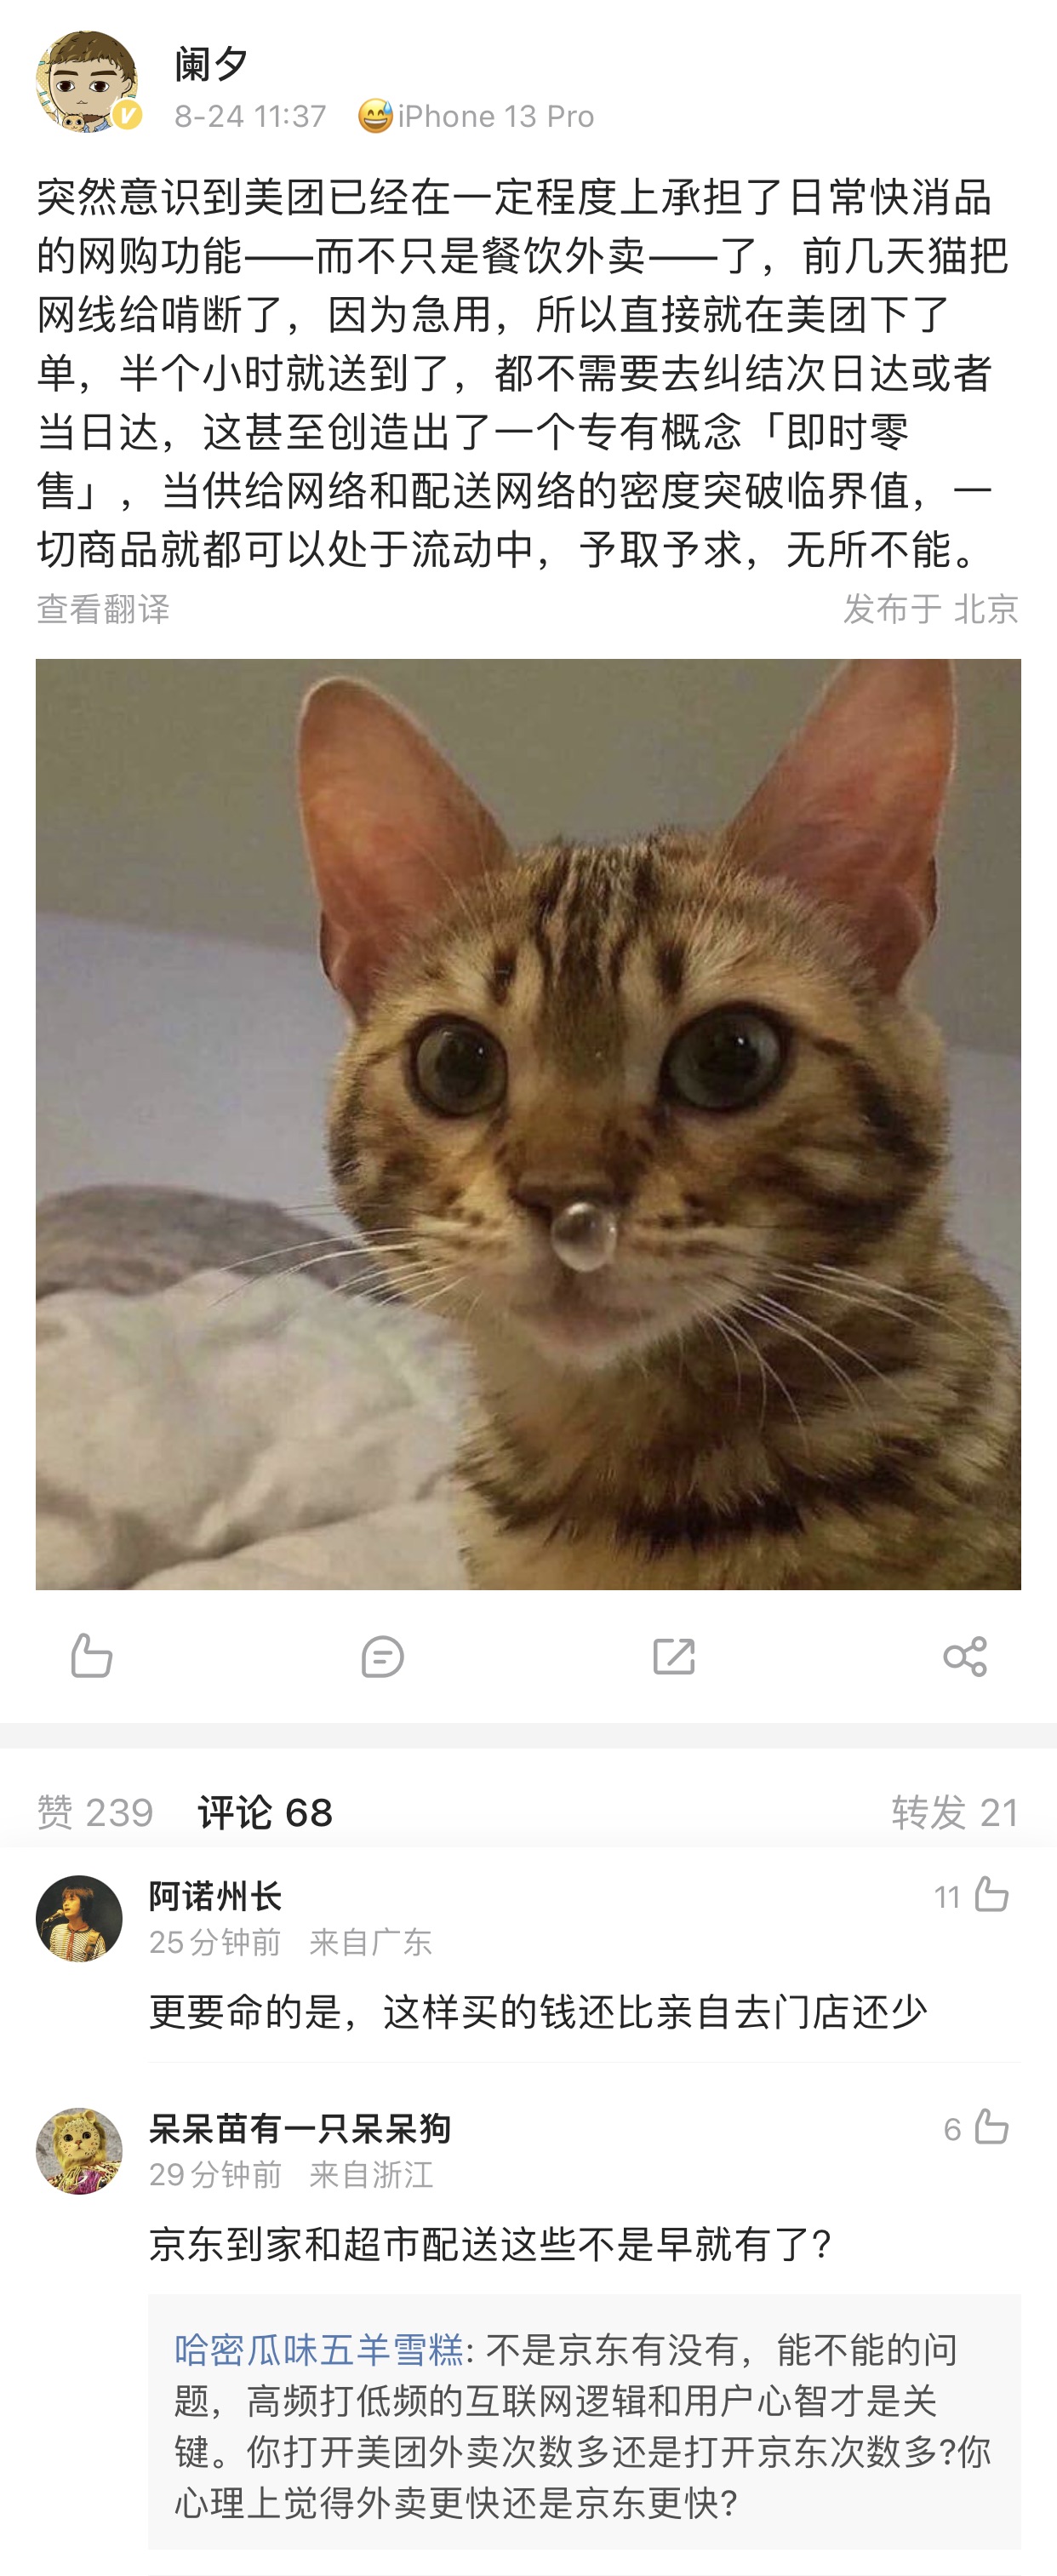 阑夕
8-24 11:37 😅iPhone 13 Pro
突然意识到美团已经在一定程度上承担了日常快消品
的网购功能——而不只是餐饮外卖——了，前几天猫把
网线给啃断了，因为急用，所以直接就在美团下了
单，半个小时就送到了，都不需要去纠结次日达或者
当日达，这甚至创造出了一个专有概念「即时零
售」，当供给网络和配送网络的密度突破临界值，一
切商品就都可以处于流动中，予取予求，无所不能。
查看翻译 发布于 北京
赞 239 评论 68 转发 21
阿诺州长 11
25分钟前 来自广东
更要命的是，这样买的钱还比亲自去门店还少
呆呆苗有一只呆呆狗 6
29分钟前 来自浙江
京东到家和超市配送这些不是早就有了?
哈密瓜味五羊雪糕: 不是京东有没有，能不能的问
题，高频打低频的互联网逻辑和用户心智才是关
键。你打开美团外卖次数多还是打开京东次数多?你
心理上觉得外卖更快还是京东更快?